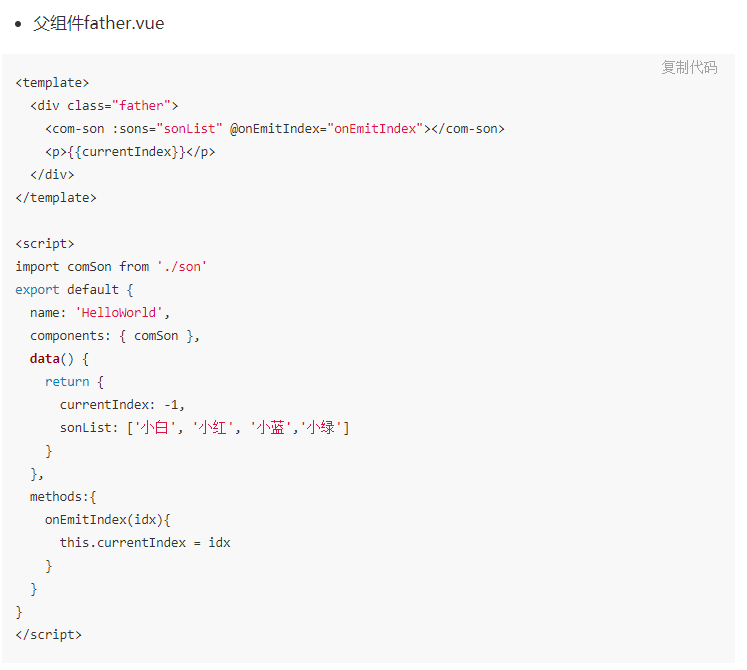 父组件father.vue
复制代码
<template>
  <div class="father">
    <com-son :sons="sonList" @onEmitIndex="onEmitIndex"></com-son>
    <p>{{currentIndex}}</p>
  </div>
</template>

<script>
import comSon from './son'
export default {
  name: 'HelloWorld',
  components: { comSon },
  data() {
    return {
      currentIndex: -1,
      sonList: ['小白', '小红', '小蓝','小绿']
    }
  },
  methods:{
    onEmitIndex(idx){
      this.currentIndex = idx
    }
  }
}
</script>